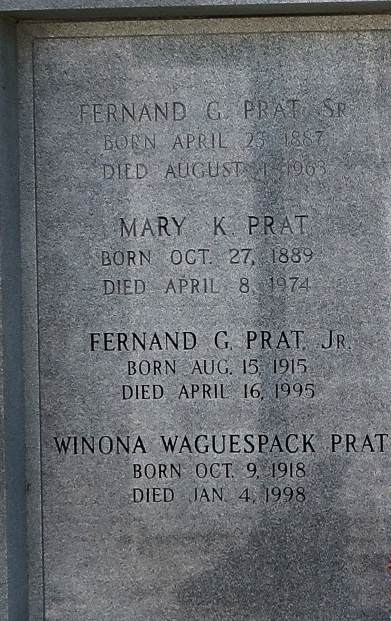 FERNAND G. PRAT, SR.
BORN APRIL 23 1887
DIED AUGUST 1 1963
MARY K. PRAT
BORN OCT. 27, 1889
DIED APRIL 8, 1974
FERNAND G. PRAT, JR.
BORN AUG. 15, 1915
DIED APRIL 16, 1995
WINONA WAGUESPACK PRAT
BORN OCT. 9, 1918
DIED JAN. 4, 1998